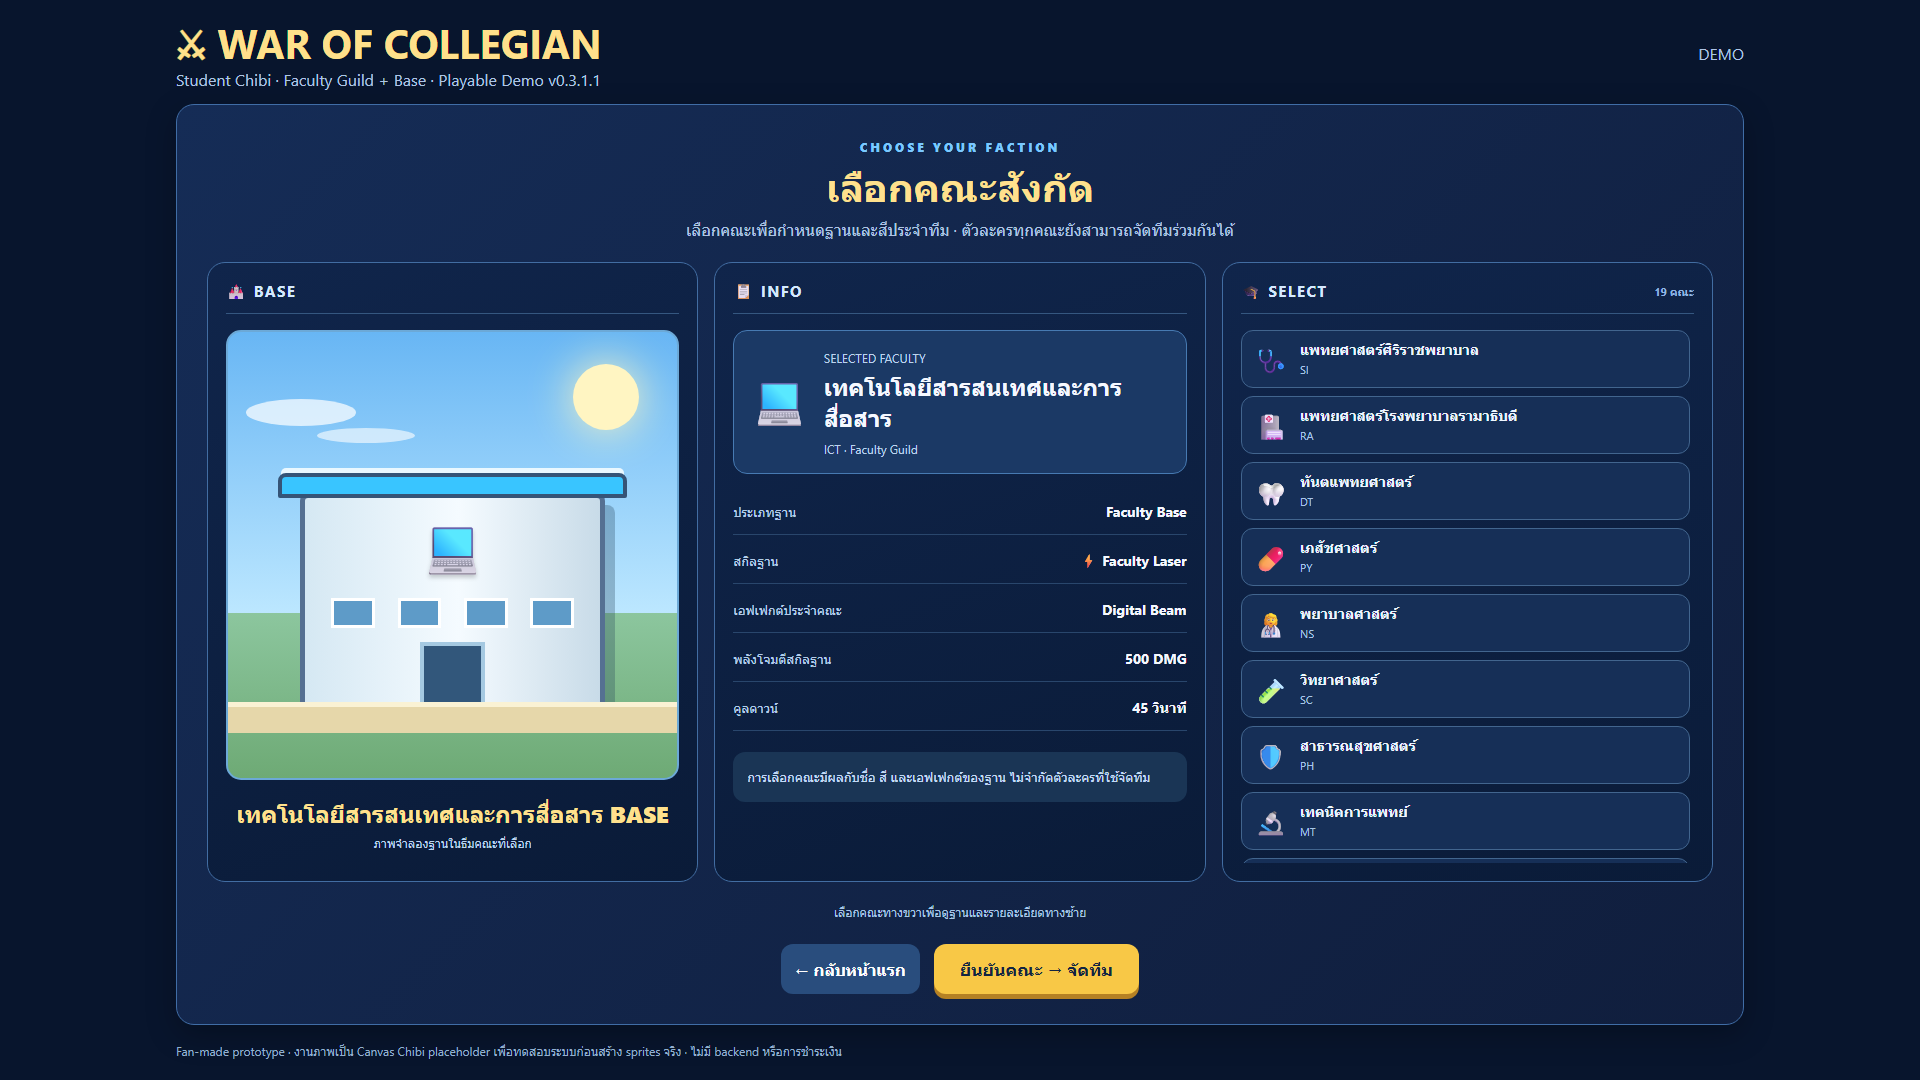 ⚔ WAR OF COLLEGIAN
Student Chibi · Faculty Guild + Base · Playable Demo v0.3.1.1
DEMO
CHOOSE YOUR FACTION
เลือกคณะสังกัด
เลือกคณะเพื่อกำหนดฐานและสีประจำทีม · ตัวละครทุกคณะยังสามารถจัดทีมร่วมกันได้
BASE
เทคโนโลยีสารสนเทศและการสื่อสาร BASE
ภาพจำลองฐานในธีมคณะที่เลือก
INFO
SELECTED FACULTY
เทคโนโลยีสารสนเทศและการ
สื่อสาร
ICT · Faculty Guild
ประเภทฐาน Faculty Base
สกิลฐาน ⚡ Faculty Laser
เอฟเฟกต์ประจำคณะ Digital Beam
พลังโจมตีสกิลฐาน 500 DMG
คูลดาวน์ 45 วินาที
การเลือกคณะมีผลกับชื่อ สี และเอฟเฟกต์ของฐาน ไม่จำกัดตัวละครที่ใช้จัดทีม
SELECT 19 คณะ
แพทยศาสตร์ศิริราชพยาบาล
SI
แพทยศาสตร์โรงพยาบาลรามาธิบดี
RA
ทันตแพทยศาสตร์
DT
เภสัชศาสตร์
PY
พยาบาลศาสตร์
NS
วิทยาศาสตร์
SC
สาธารณสุขศาสตร์
PH
เทคนิคการแพทย์
MT
เลือกคณะทางขวาเพื่อดูฐานและรายละเอียดทางซ้าย
← กลับหน้าแรก
ยืนยันคณะ → จัดทีม
Fan-made prototype · งานภาพเป็น Canvas Chibi placeholder เพื่อทดสอบระบบก่อนสร้าง sprites จริง · ไม่มี backend หรือการชำระเงิน